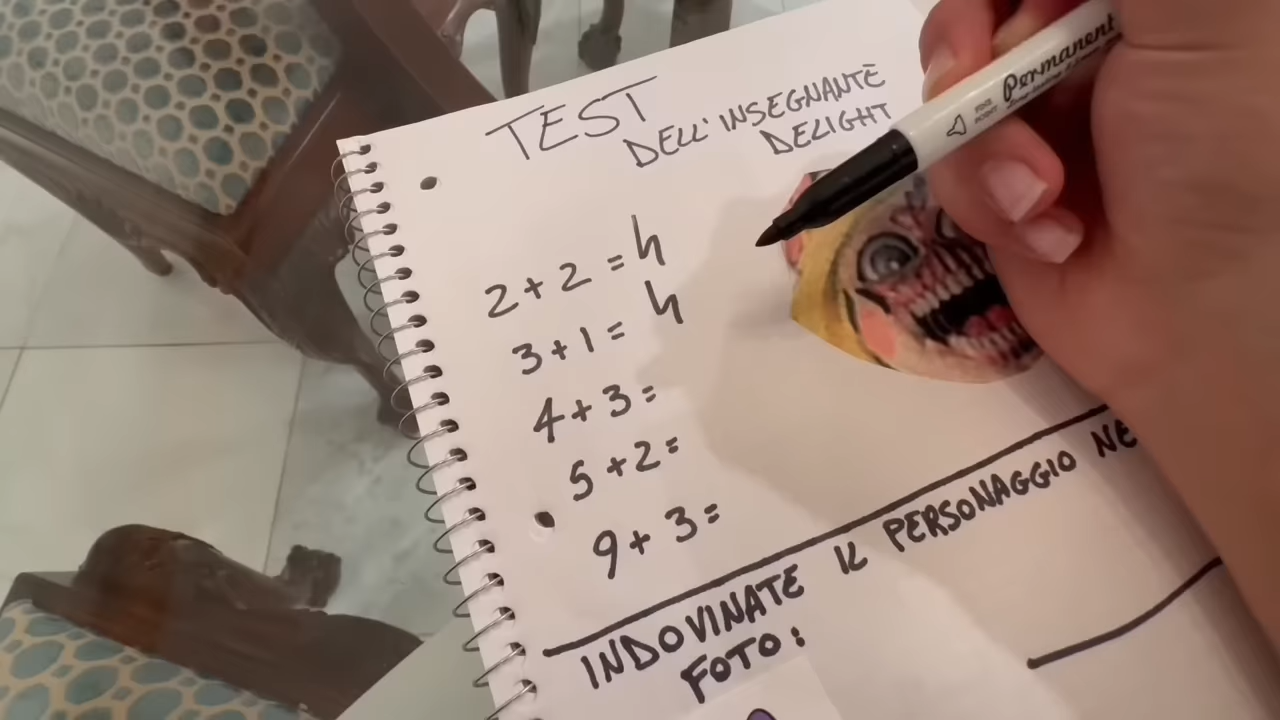 TEST
DELL'INSEGNANTE
DELIGHT
2+2=4
3+1=4
4+3=
5+2=
9+3=
INDOVINATE IL PERSONAGGIO
FOTO:
Permanent